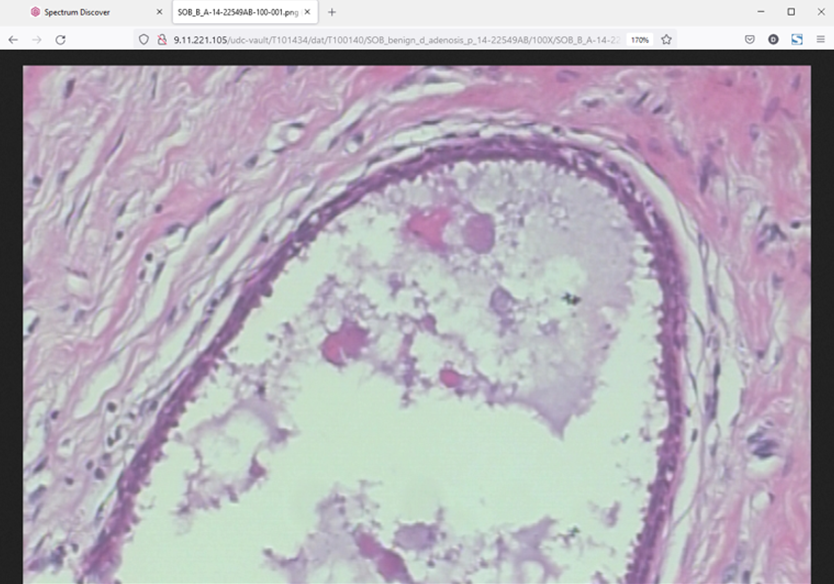 Spectrum Discover
SOB_B_A-14-22549AB-100-001.png
9.11.221.105/udc-vault/T101434/dat/T100140/SOB_benign_d_adenosis_p_14-22549AB/100X/SOB_B_A-14-22
170%